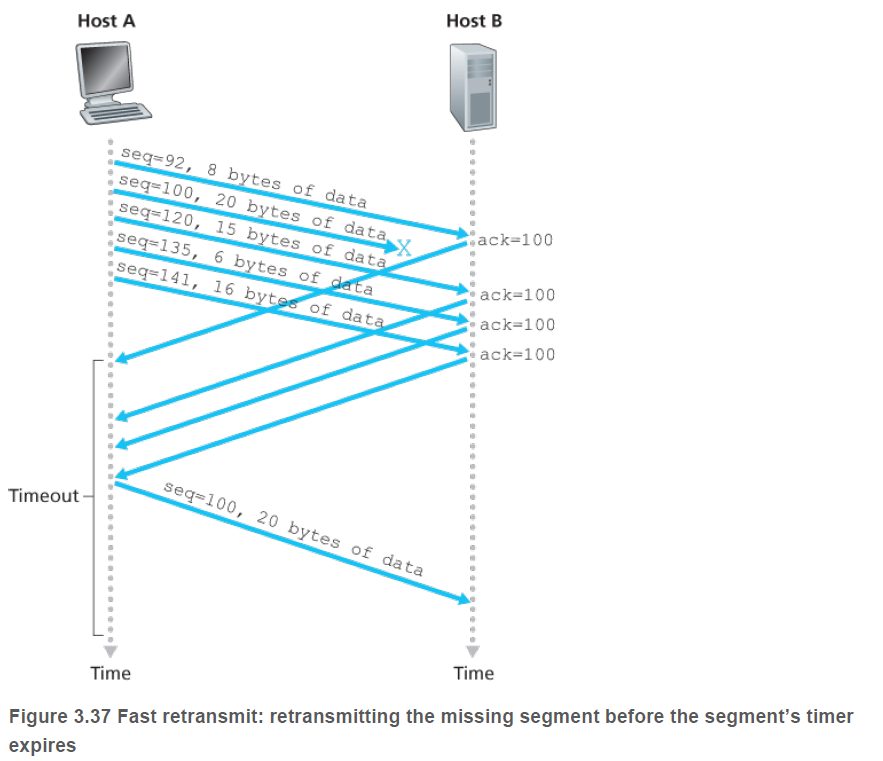 Host A
Host B
seq=92, 8 bytes of data
seq=100, 20 bytes of data
X
seq=120, 15 bytes of data
seq=135, 6 bytes of data
seq=141, 16 bytes of data
ack=100
ack=100
ack=100
ack=100
Timeout
seq=100, 20 bytes of data
Time
Time
Figure 3.37 Fast retransmit: retransmitting the missing segment before the segment’s timer
expires